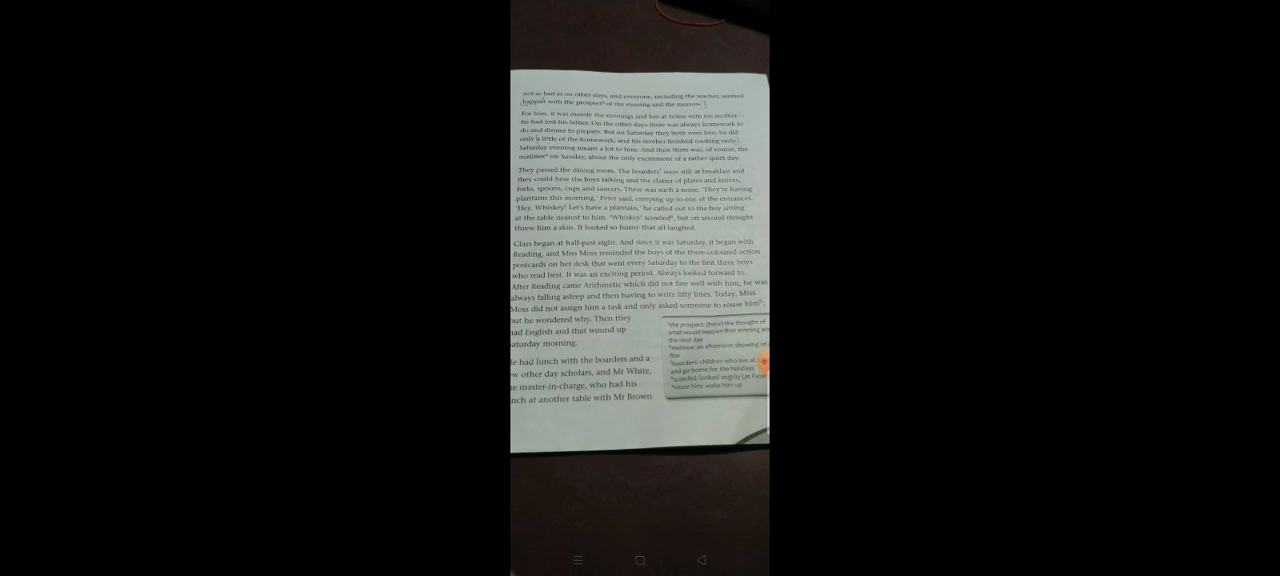 not as bad as on other days, and everyone, including the teacher, seemed
happier with the prospect⁵ of the evening and the morrow.
For him, it was mainly the evenings and fun at home with his mother—
he had lost his father. On the other days there was always homework to
do and dinner to prepare. But on Saturday they both were free; he did
only a little of the homework, and his mother finished cooking early.
Saturday evening meant a lot to him. And then there was, of course, the
matinee⁶ on Sunday, about the only excitement of a rather quiet day.
They passed the dining room. The boarders⁷ were still at breakfast and
they could hear the boys talking and the clatter of plates and knives,
forks, spoons, cups and saucers. There was such a noise. 'They're having
plantains this morning,' Peter said, creeping up to one of the entrances.
'Hey, Whiskey! Let's have a plantain,' he called out to the boy sitting
at the table nearest to him. 'Whiskey' scowled⁸, but on second thought
threw him a skin. It looked so funny that all laughed.
Class began at half-past eight. And since it was Saturday, it began with
Reading, and Miss Moss reminded the boys of the three-coloured action
postcards on her desk that went every Saturday to the first three boys
who read best. It was an exciting period. Always looked forward to.
After Reading came Arithmetic which did not fare well with him; he was
always falling asleep and then having to write fifty lines. Today, Miss
Moss did not assign him a task and only asked someone to rouse him⁹;
but he wondered why. Then they
had English and that wound up
aturday morning.
e had lunch with the boarders and a
w other day scholars, and Mr White,
e master-in-charge, who had his
nch at another table with Mr Brown
⁵the prospect: (here) the thought of
what would happen that evening an
the next day
⁶matinee: an afternoon showing of
film
⁷boarders: children who live at
and go home for the holidays
⁸scowled: looked angrily (at Peter
⁹rouse him: wake him up